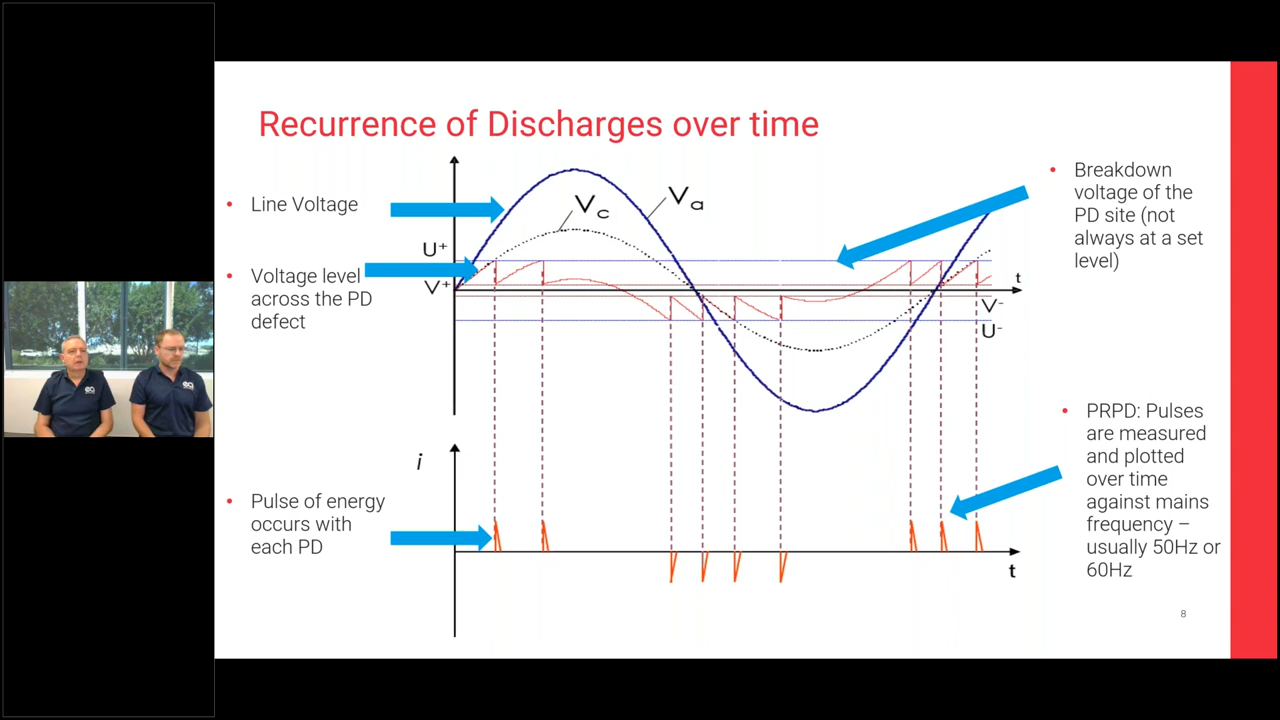 Recurrence of Discharges over time
• Line Voltage
• Voltage level
across the PD
defect
• Pulse of energy
occurs with
each PD
U+
V+
Vc
Va
t
V-
U-
i
t
• Breakdown
voltage of the
PD site (not
always at a set
level)
• PRPD: Pulses
are measured
and plotted
over time
against mains
frequency –
usually 50Hz or
60Hz
8